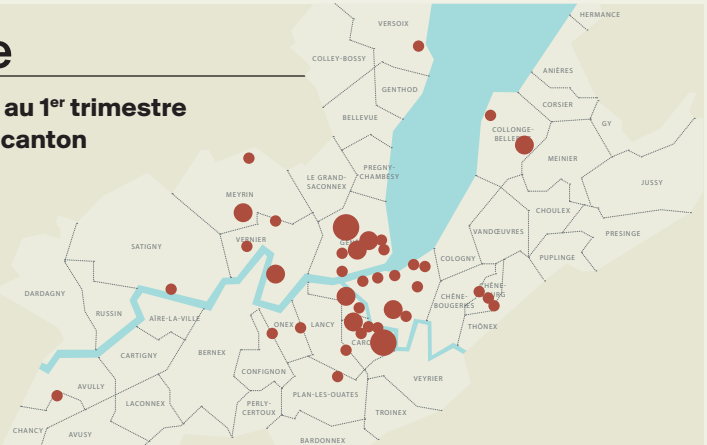 e
au 1er trimestre
canton
HERMANCE
VERSOIX
COLLEY-BOSSY
ANIÈRES
GENTHOD
CORSIER
BELLEVUE
GY
COLLONGE-
MEINIER
PREGNY-
CHAMBÉSY
LE GRAND-
SACONNEX
JUSSY
MEYRIN
CHOULEX
VANDŒUVRES
PRESINGE
VERNIER
SATIGNY
COLOGNY
PUPLINGE
DARDAGNY
CHÊNE-
BOUGERIES
RUSSIN
AÏRE-LA-VILLE
ONEX
LANCY
THÔNEX
CARTIGNY
BERNEX
CONFIGNON
VEYRIER
AVULLY
PLAN-LES-OUATES
LACONNEX
PERLY-
CERTOUX
TROINEX
CHANCY
AVUSY
BARDONNEX